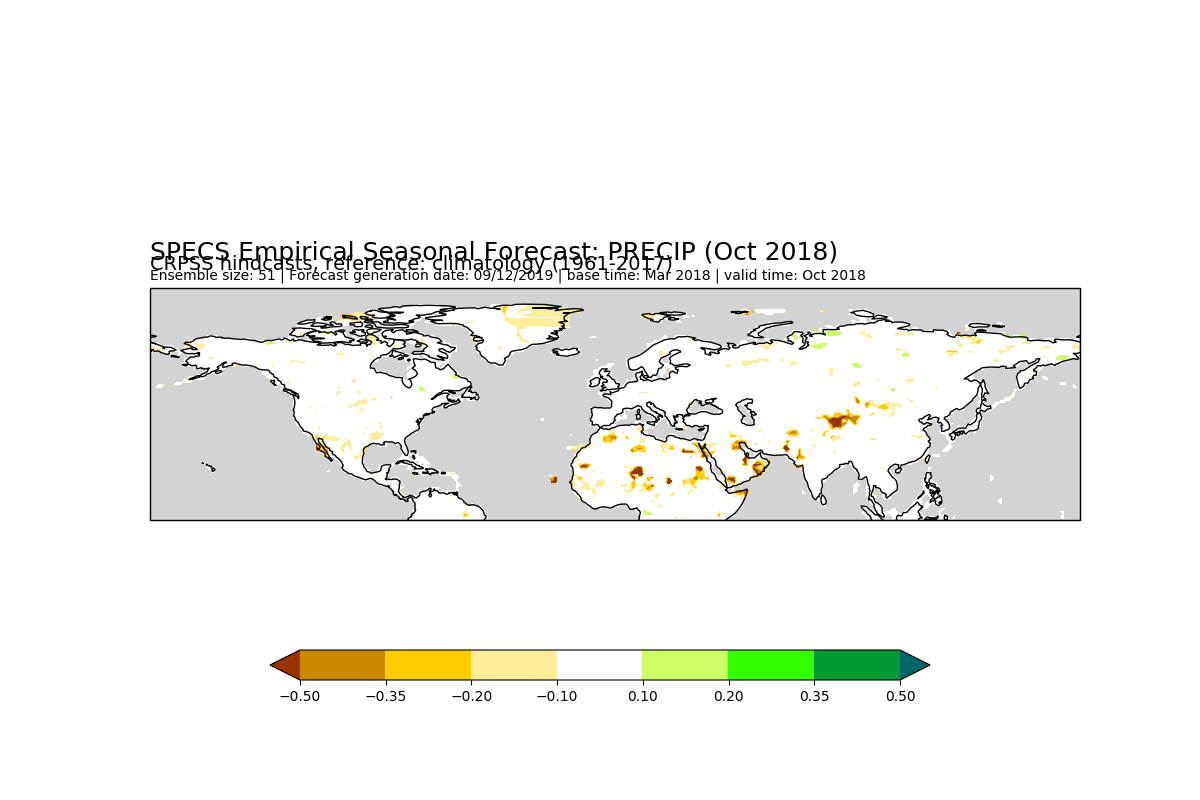 SPECS Empirical Seasonal Forecast: PRECIP (Oct 2018)
CRPSS hindcasts, reference: climatology (1961-2017)
Ensemble size: 51 | Forecast generation date: 09/12/2019 | base time: Mar 2018 | valid time: Oct 2018
−0.50 −0.35 −0.20 −0.10 0.10 0.20 0.35 0.50